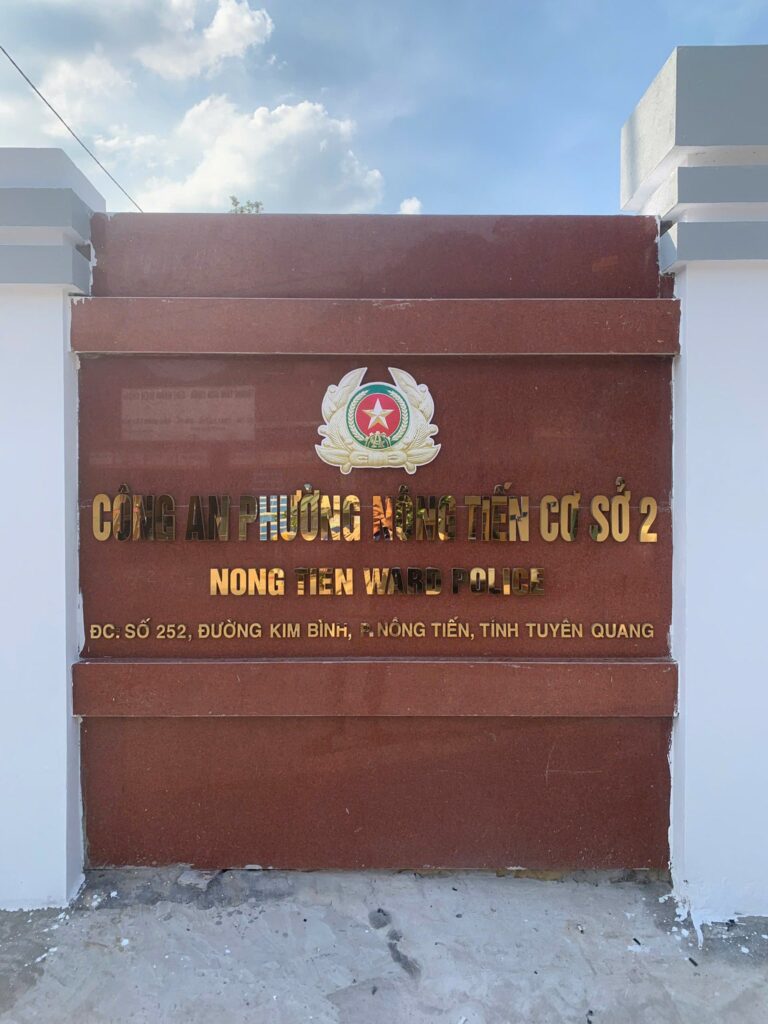 CÔNG AN PHƯỜNG NÔNG TIẾN CƠ SỞ 2
NONG TIEN WARD POLICE
ĐC. SỐ 252, ĐƯỜNG KIM BÌNH, P. NÔNG TIẾN, TỈNH TUYÊN QUANG